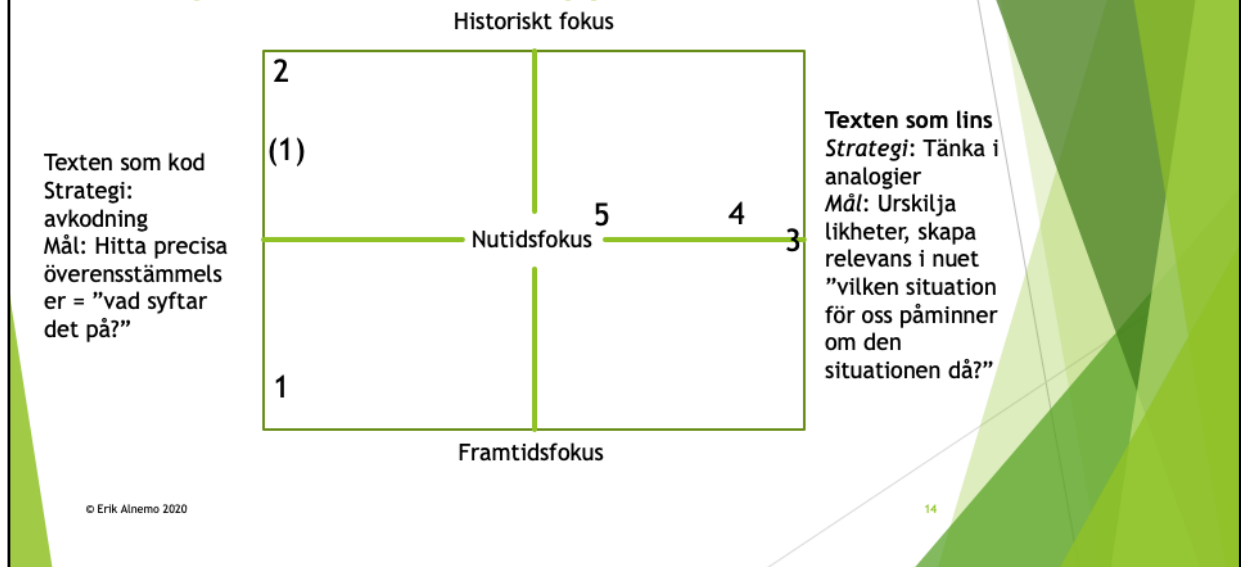 Historiskt fokus
2
(1)
Texten som kod
Strategi:
avkodning
Mål: Hitta precisa
överensstämmels
er = ”vad syftar
det på?”
5
4
Nutidsfokus
3
1
Texten som lins
Strategi: Tänka i
analogier
Mål: Urskilja
likheter, skapa
relevans i nuet
”vilken situation
för oss påminner
om den
situationen då?”
Framtidsfokus
© Erik Alnemo 2020
14